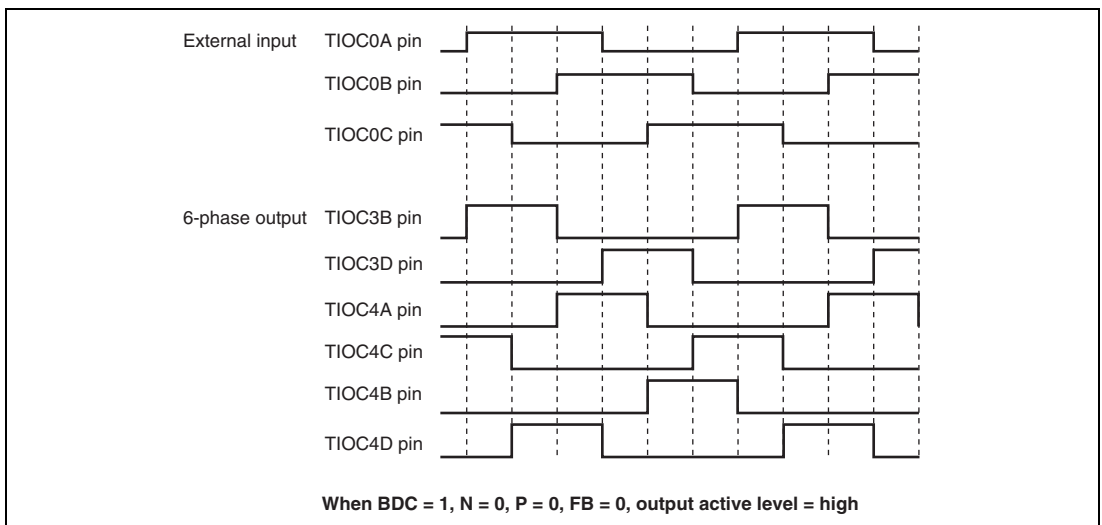 External input TIOC0A pin
TIOC0B pin
TIOC0C pin
6-phase output TIOC3B pin
TIOC3D pin
TIOC4A pin
TIOC4C pin
TIOC4B pin
TIOC4D pin
When BDC = 1, N = 0, P = 0, FB = 0, output active level = high